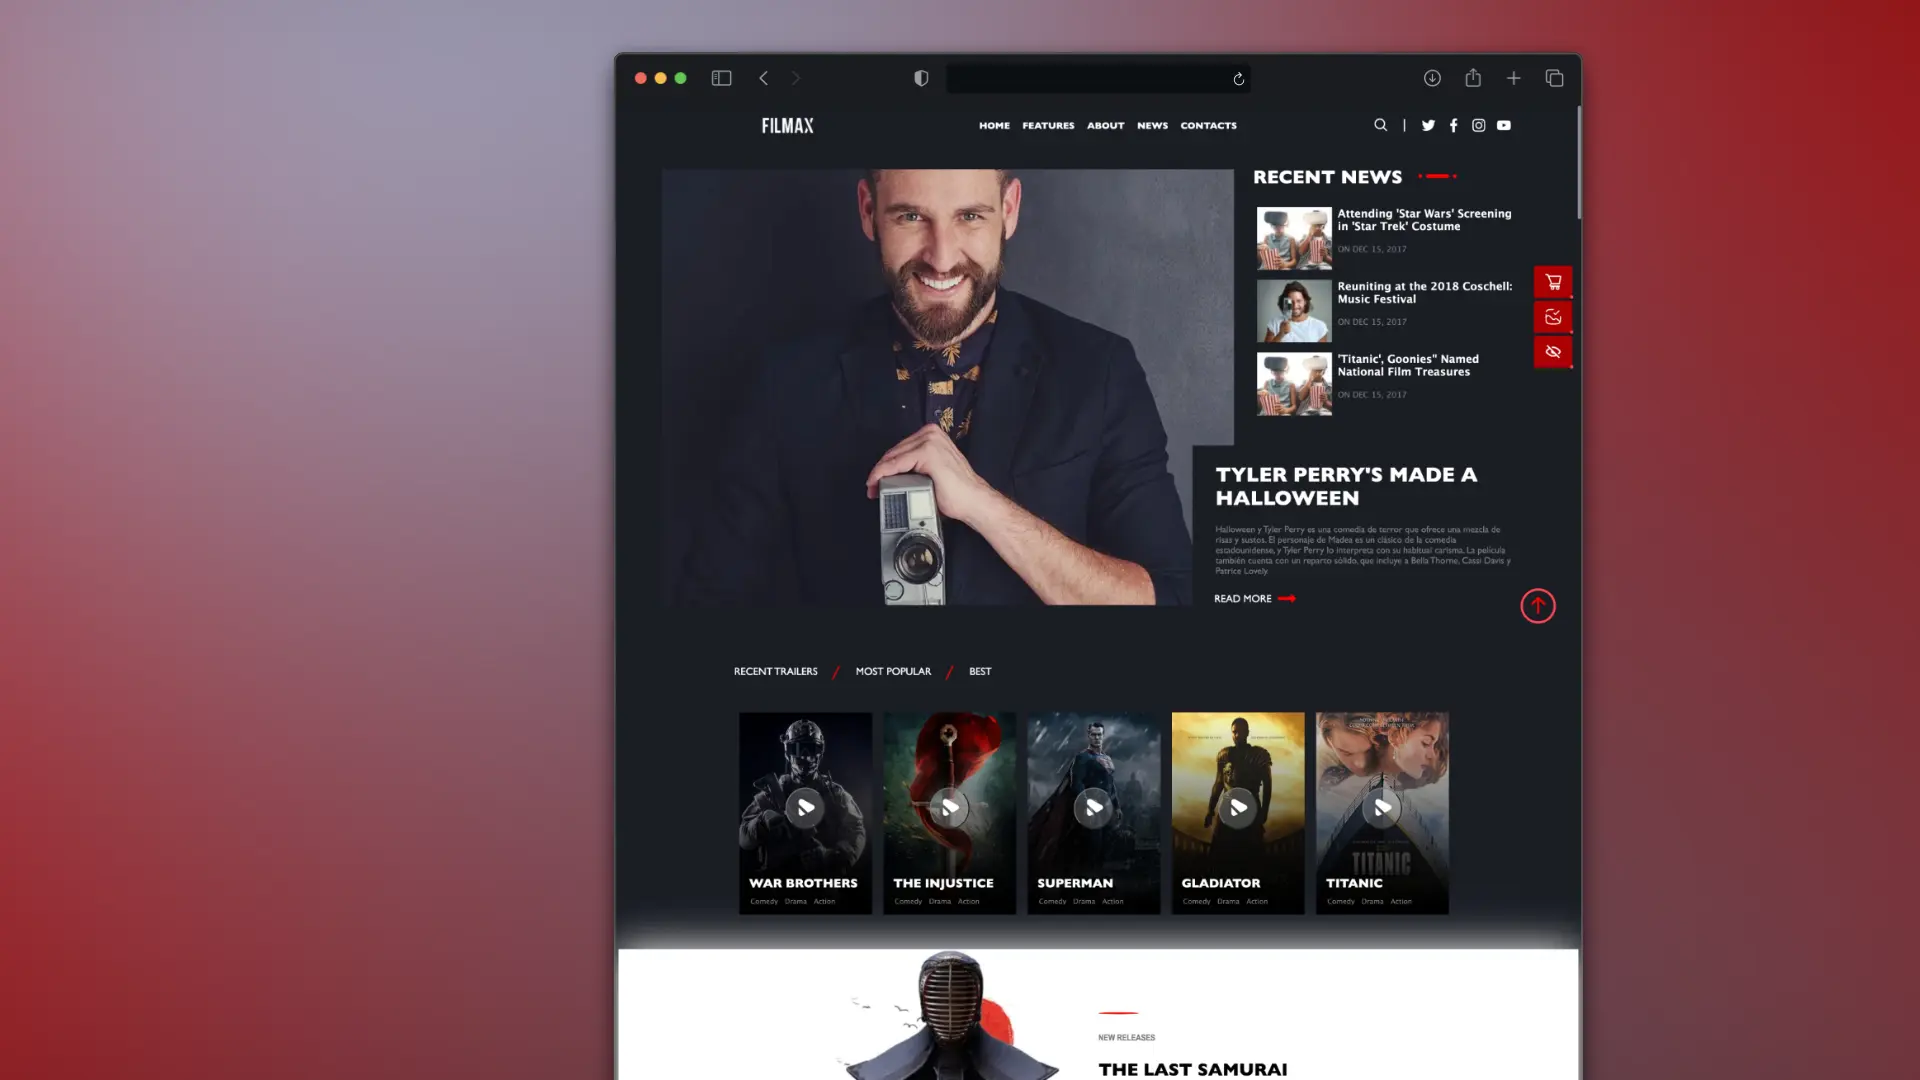 FILMAX
HOME FEATURES ABOUT NEWS CONTACTS
RECENT NEWS
Attending 'Star Wars' Screening
in 'Star Trek' Costume
ON DEC 15, 2017
Reuniting at the 2018 Coschell:
Music Festival
ON DEC 15, 2017
'Titanic', Goonies" Named
National Film Treasures
ON DEC 15, 2017
TYLER PERRY'S MADE A
HALLOWEEN
Halloween y Tyler Perry es una comedia de terror que ofrece una mezcla de
risas y sustos. El personaje de Madea es un clásico de la comedia
estadounidense, y Tyler Perry lo interpreta con su habitual carisma. La película
también cuenta con un reparto sólido, que incluye a Bella Thorne, Cassi Davis y
Patrice Lovely.
READ MORE
RECENT TRAILERS / MOST POPULAR / BEST
WAR BROTHERS
Comedy Drama Action
THE INJUSTICE
Comedy Drama Action
SUPERMAN
Comedy Drama Action
GLADIATOR
Comedy Drama Action
TITANIC
TITANIC
Comedy Drama Action
NEW RELEASES
THE LAST SAMURAI